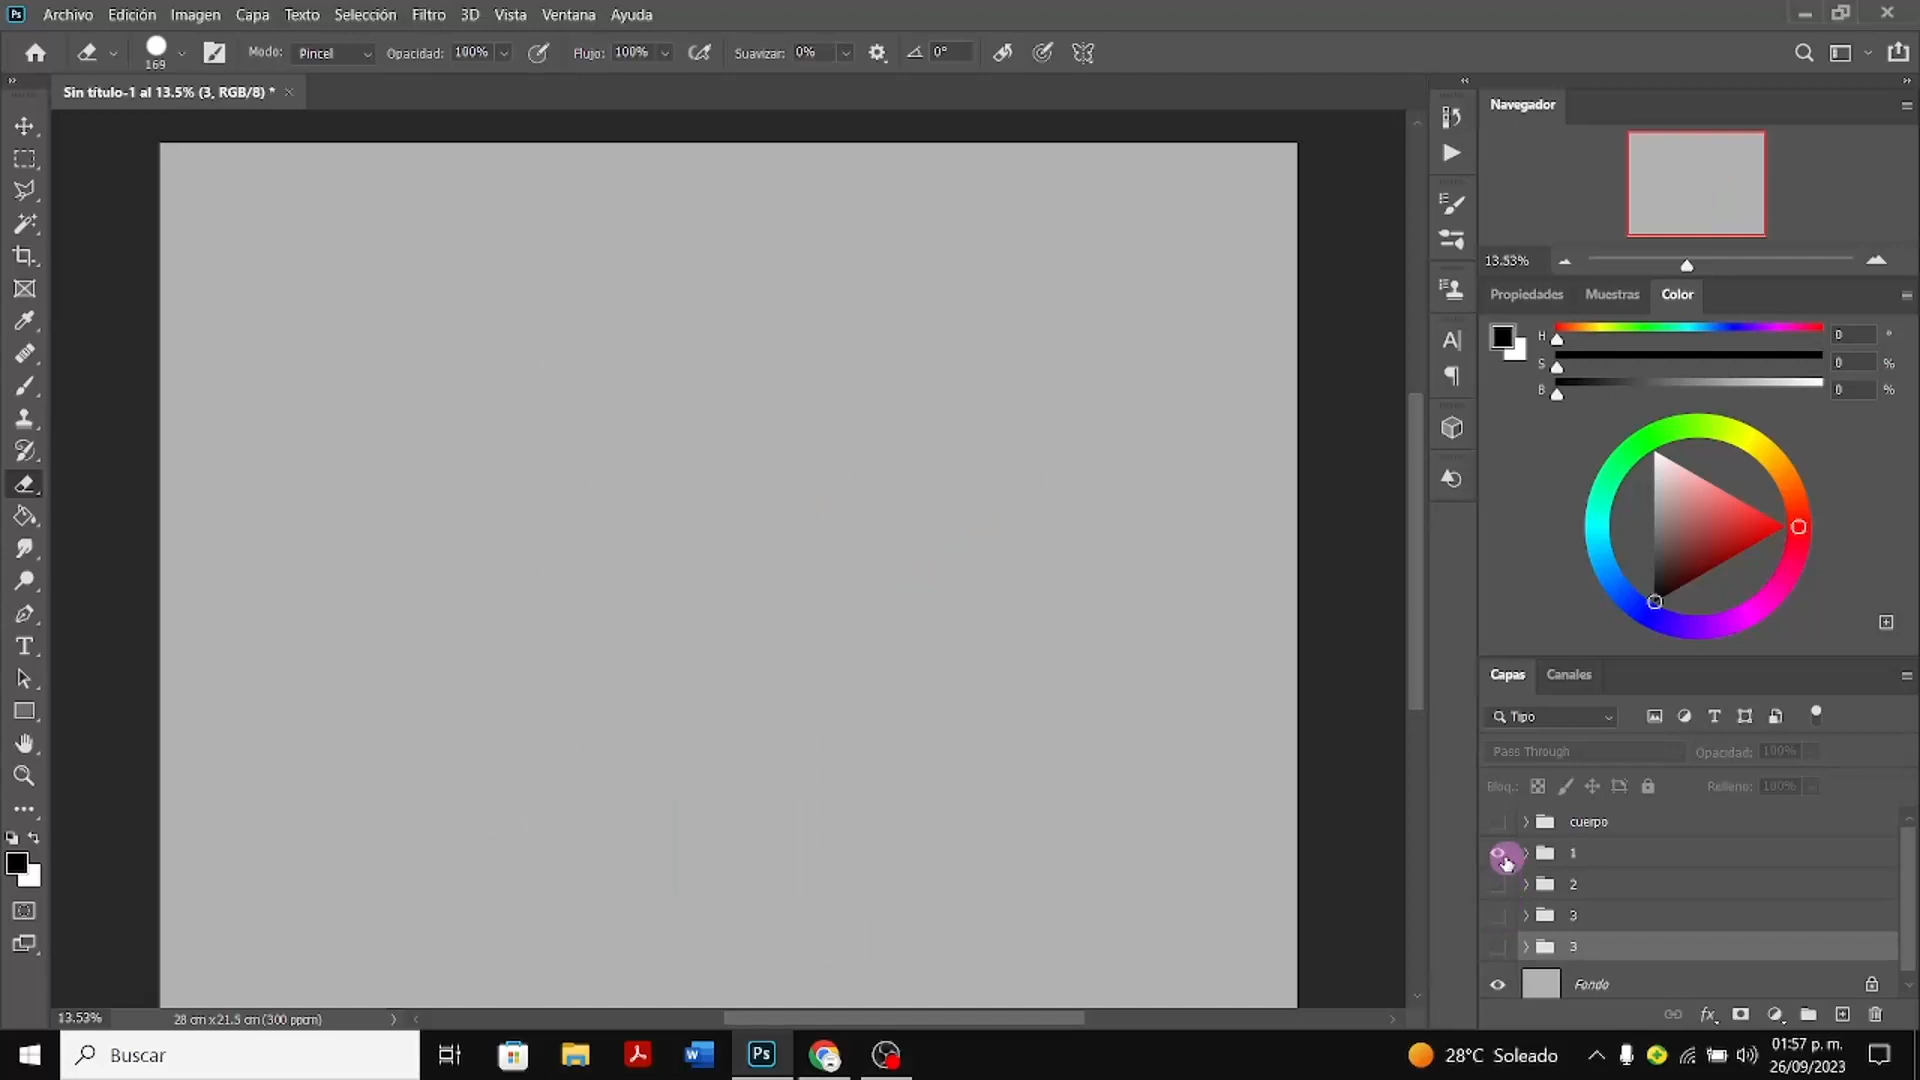 Ps Archivo Edición Imagen Capa Texto Selección Filtro 3D Vista Ventana Ayuda
169 Modo: Pincel Opacidad: 100% Flujo: 100% Suavizar: 0% 0°
Sin título-1 al 13.5% (3, RGB/8) *
Navegador
13.53%
Propiedades Muestras Color
H 0 °
S 0 %
B 0 %
Capas Canales
Tipo
Pass Through Opacidad: 100%
Bloq.: Relleno: 100%
cuerpo
1
2
3
3
Fondo
13.53% 28 cm x 21.5 cm (300 ppcm)
Buscar
28°C Soleado
01:57 p. m.
26/09/2023